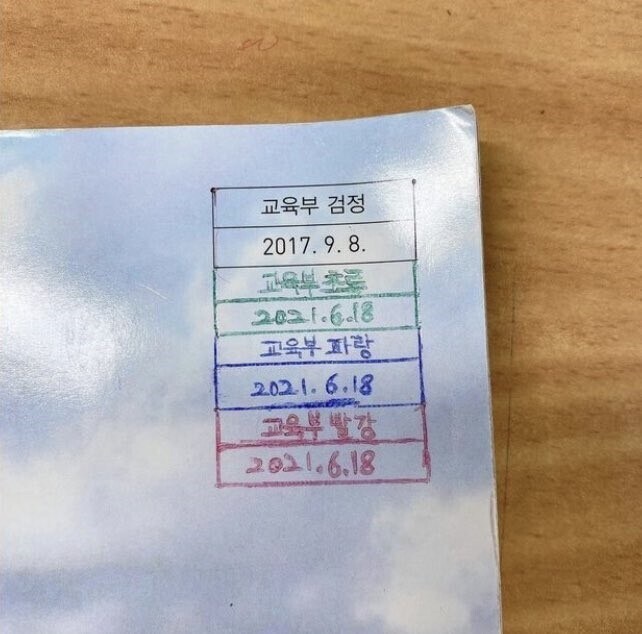 교육부 검정
2017. 9. 8.
교육부 초록
2021.6.18
교육부 파랑
2021.6.18
교육부 빨강
2021.6.18